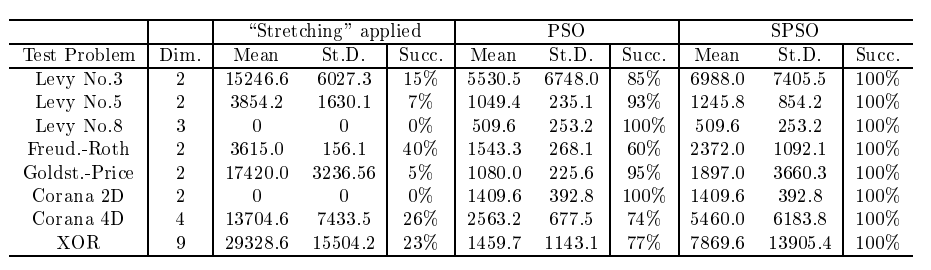 “Stretching” applied PSO SPSO
Test Problem Dim. Mean St.D. Succ. Mean St.D. Succ. Mean St.D. Succ.
Levy No.3 2 15246.6 6027.3 15% 5530.5 6748.0 85% 6988.0 7405.5 100%
Levy No.5 2 3854.2 1630.1 7% 1049.4 235.1 93% 1245.8 854.2 100%
Levy No.8 3 0 0 0% 509.6 253.2 100% 509.6 253.2 100%
Freud.-Roth 2 3615.0 156.1 40% 1543.3 268.1 60% 2372.0 1092.1 100%
Goldst.-Price 2 17420.0 3236.56 5% 1080.0 225.6 95% 1897.0 3660.3 100%
Corana 2D 2 0 0 0% 1409.6 392.8 100% 1409.6 392.8 100%
Corana 4D 4 13704.6 7433.5 26% 2563.2 677.5 74% 5460.0 6183.8 100%
XOR 9 29328.6 15504.2 23% 1459.7 1143.1 77% 7869.6 13905.4 100%